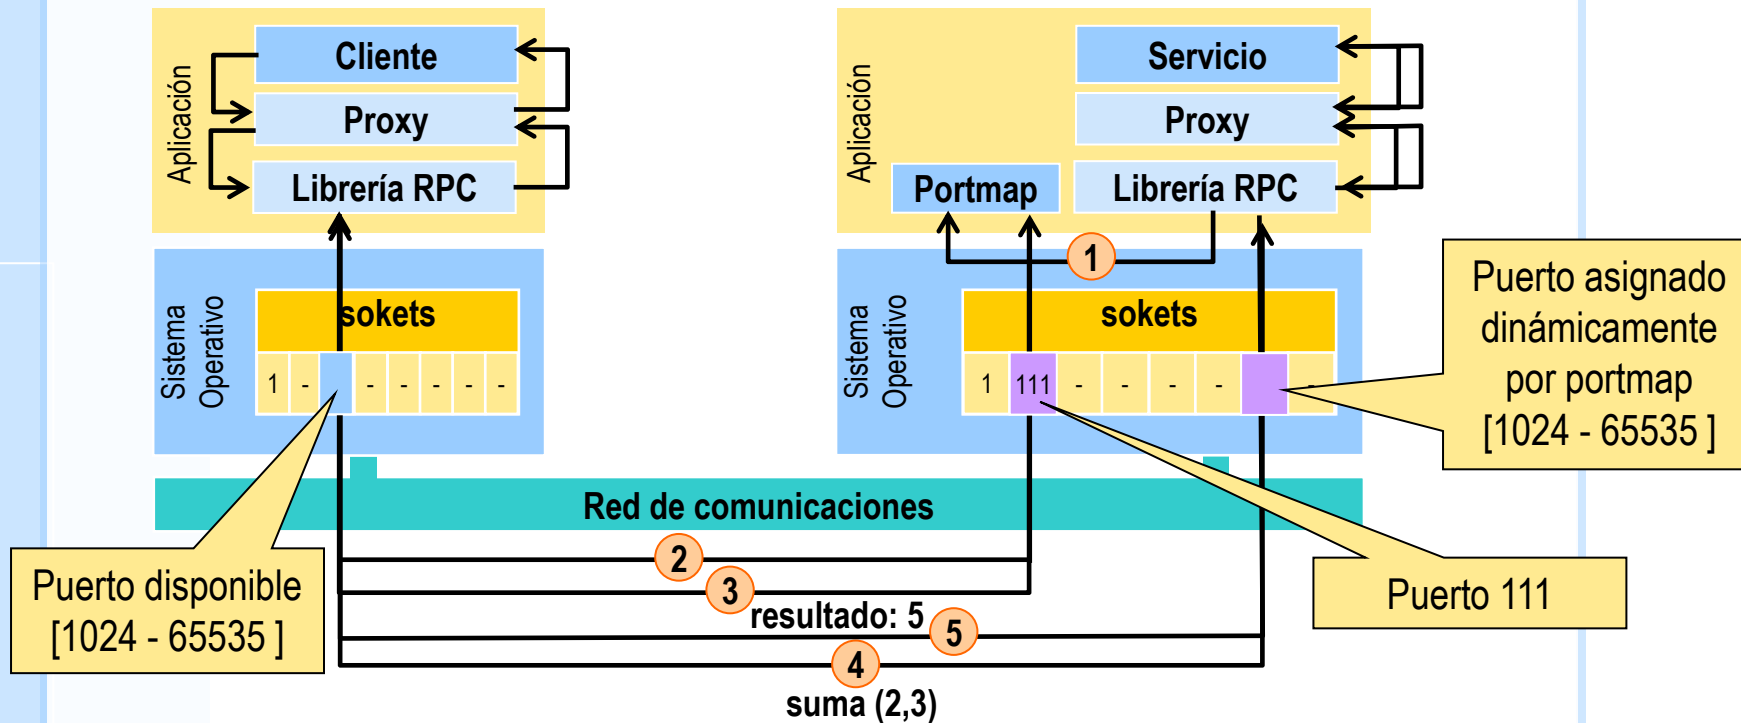 Aplicación
Cliente
Proxy
Librería RPC
Aplicación
Servicio
Proxy
Portmap
Librería RPC
1
Sistema
Operativo
sokets
1 - - - - - -
Sistema
Operativo
sokets
1 111 - - - - -
Puerto asignado
dinámicamente
por portmap
[1024 - 65535 ]
Red de comunicaciones
2
3
Puerto disponible
[1024 - 65535 ]
Puerto 111
resultado: 5
5
4
suma (2,3)